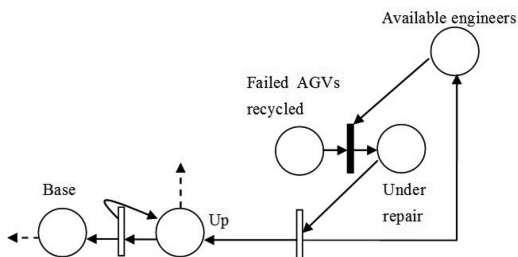 Available engineers
Failed AGVs
recycled
Base
Up
Under
repair